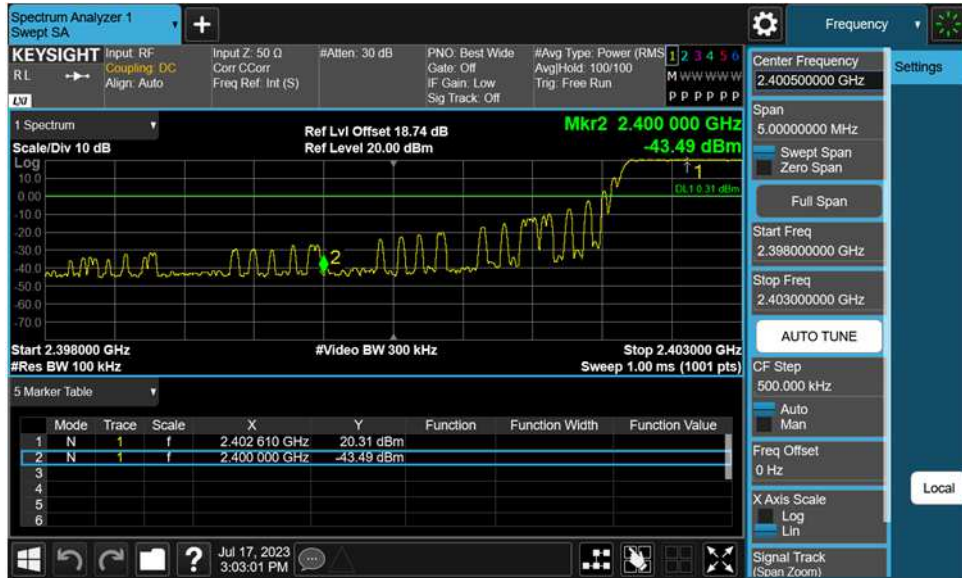 Spectrum Analyzer 1
Swept SA
+
Frequency
KEYSIGHT
RL
LXI
Input: RF
Coupling: DC
Align: Auto
Input Z: 50 Ω
Corr CCorr
Freq Ref: Int (S)
#Atten: 30 dB
PNO: Best Wide
Gate: Off
IF Gain: Low
Sig Track: Off
#Avg Type: Power (RMS
Avg|Hold: 100/100
Trig: Free Run
1 2 3 4 5 6
M W W W W W
P P P P P P
1 Spectrum
Scale/Div 10 dB
Ref Lvl Offset 18.74 dB
Ref Level 20.00 dBm
Mkr2 2.400 000 GHz
-43.49 dBm
Log
10.0
0.00
-10.0
-20.0
-30.0
-40.0
-50.0
-60.0
-70.0
1
DL1 0.31 dBm
2
Start 2.398000 GHz
#Res BW 100 kHz
#Video BW 300 kHz
Stop 2.403000 GHz
Sweep 1.00 ms (1001 pts)
5 Marker Table
Mode Trace Scale X Y Function Function Width Function Value
1 N 1 f 2.402 610 GHz 20.31 dBm
2 N 1 f 2.400 000 GHz -43.49 dBm
3
4
5
6
?
Jul 17, 2023
3:03:01 PM
Center Frequency
2.400500000 GHz
Span
5.00000000 MHz
Swept Span
Zero Span
Full Span
Start Freq
2.398000000 GHz
Stop Freq
2.403000000 GHz
AUTO TUNE
CF Step
500.000 kHz
Auto
Man
Freq Offset
0 Hz
X Axis Scale
Log
Lin
Signal Track
(Span Zoom)
Settings
Local